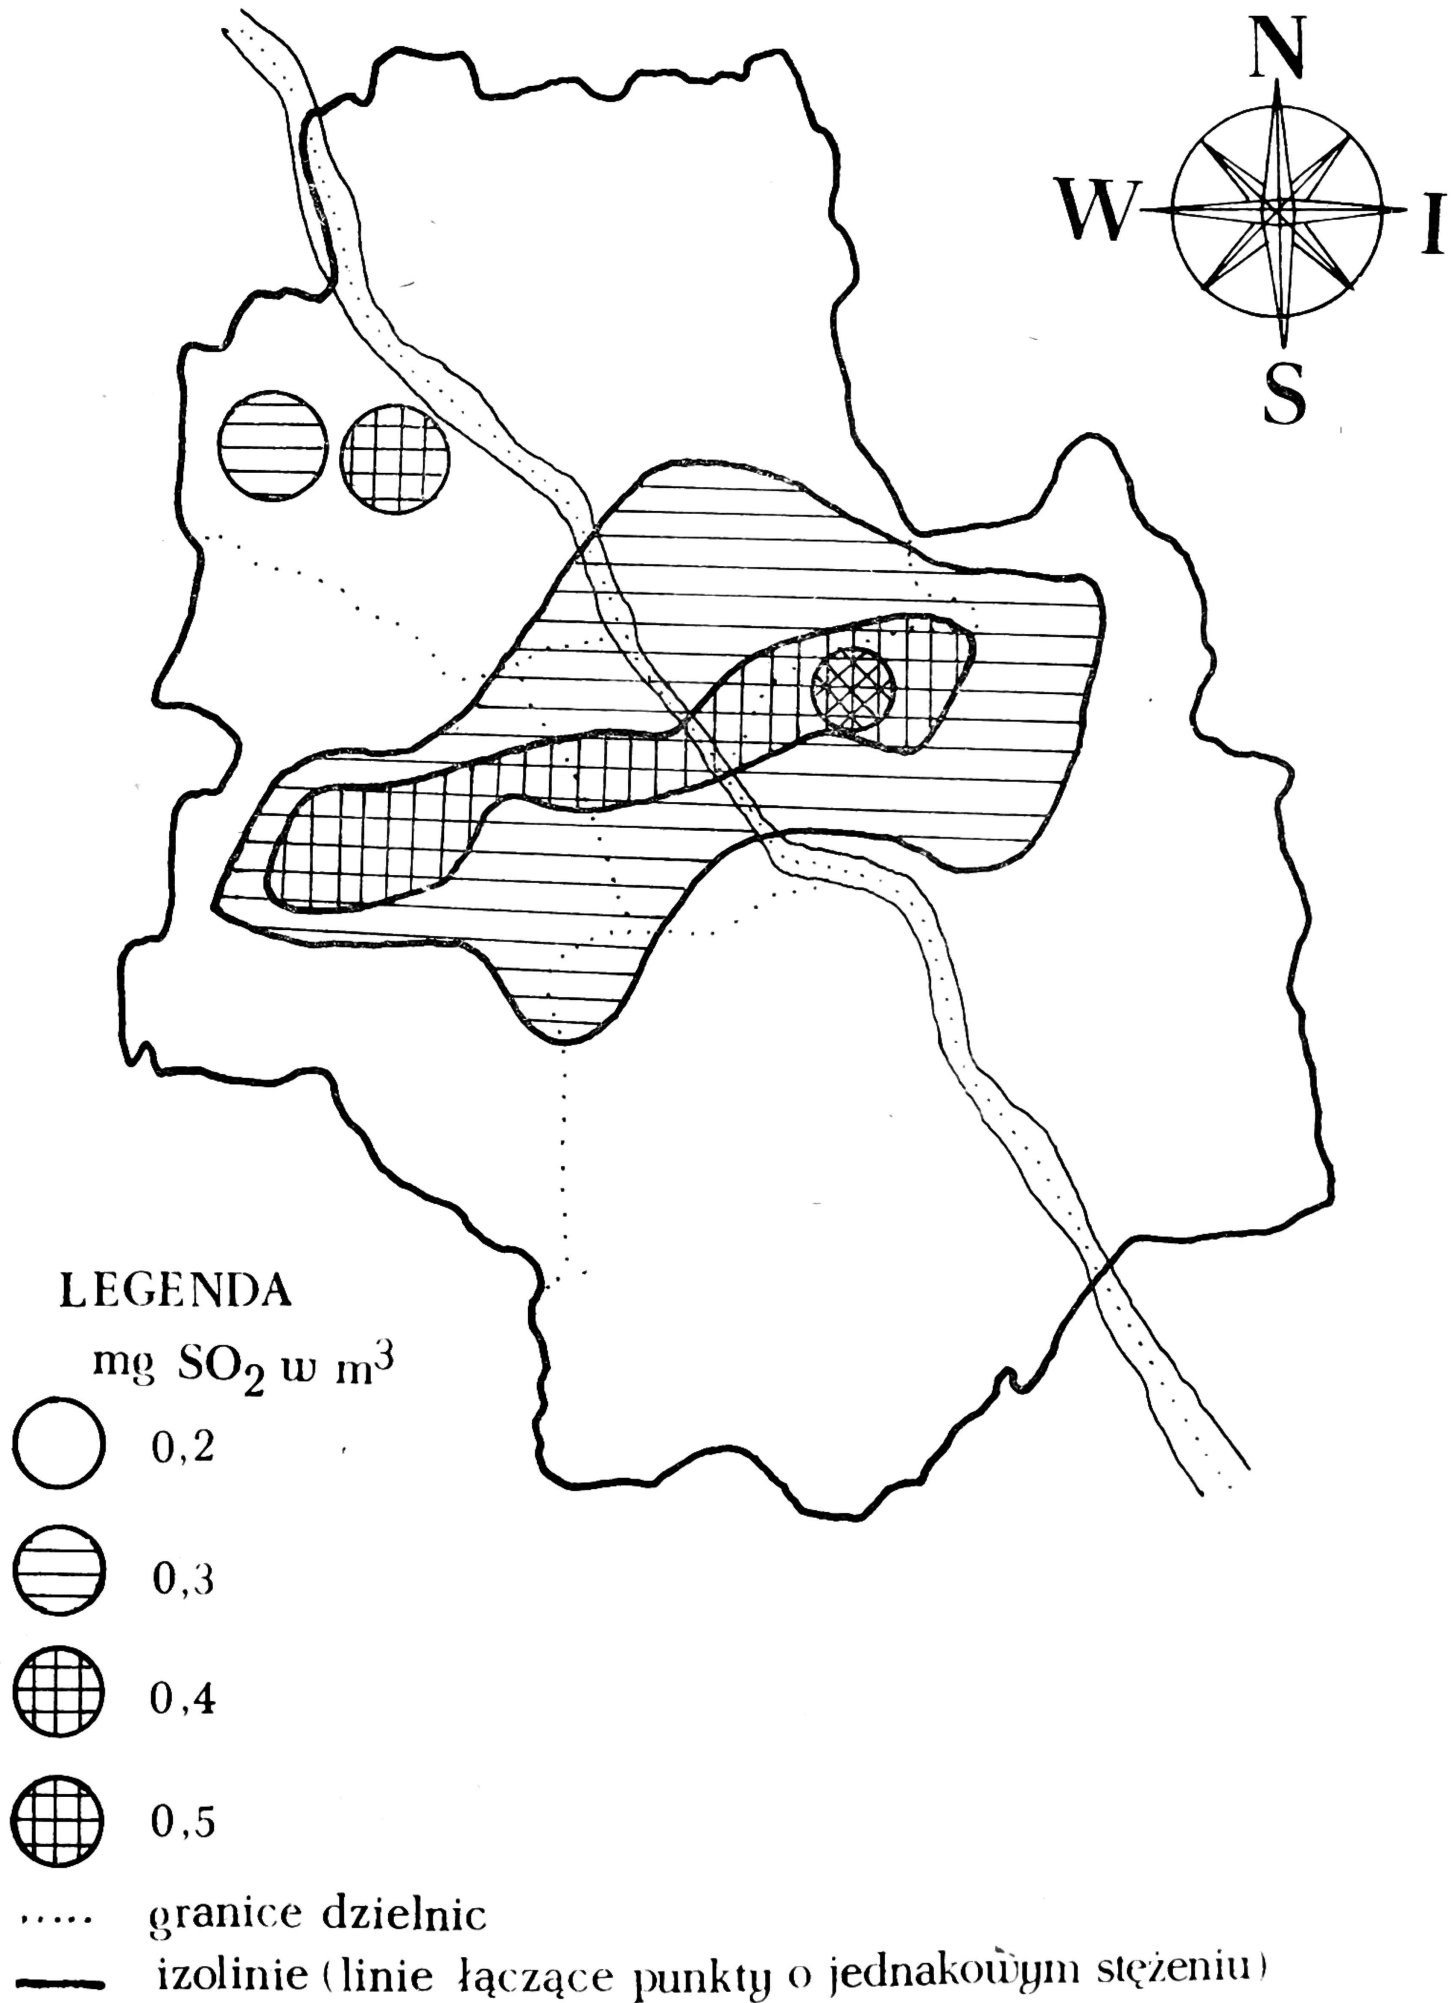 N
W
I
S
LEGENDA
mg SO₂ w m³
0,2
0,3
0,4
0,5
granice dzielnic
izolinie (linie łączące punkty o jednakowym stężeniu)